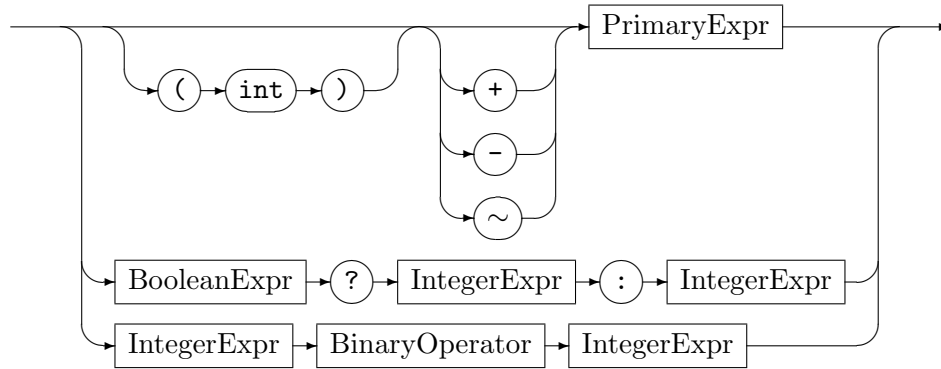 PrimaryExpr
( int ) +
-
~
BooleanExpr ? IntegerExpr : IntegerExpr
IntegerExpr BinaryOperator IntegerExpr